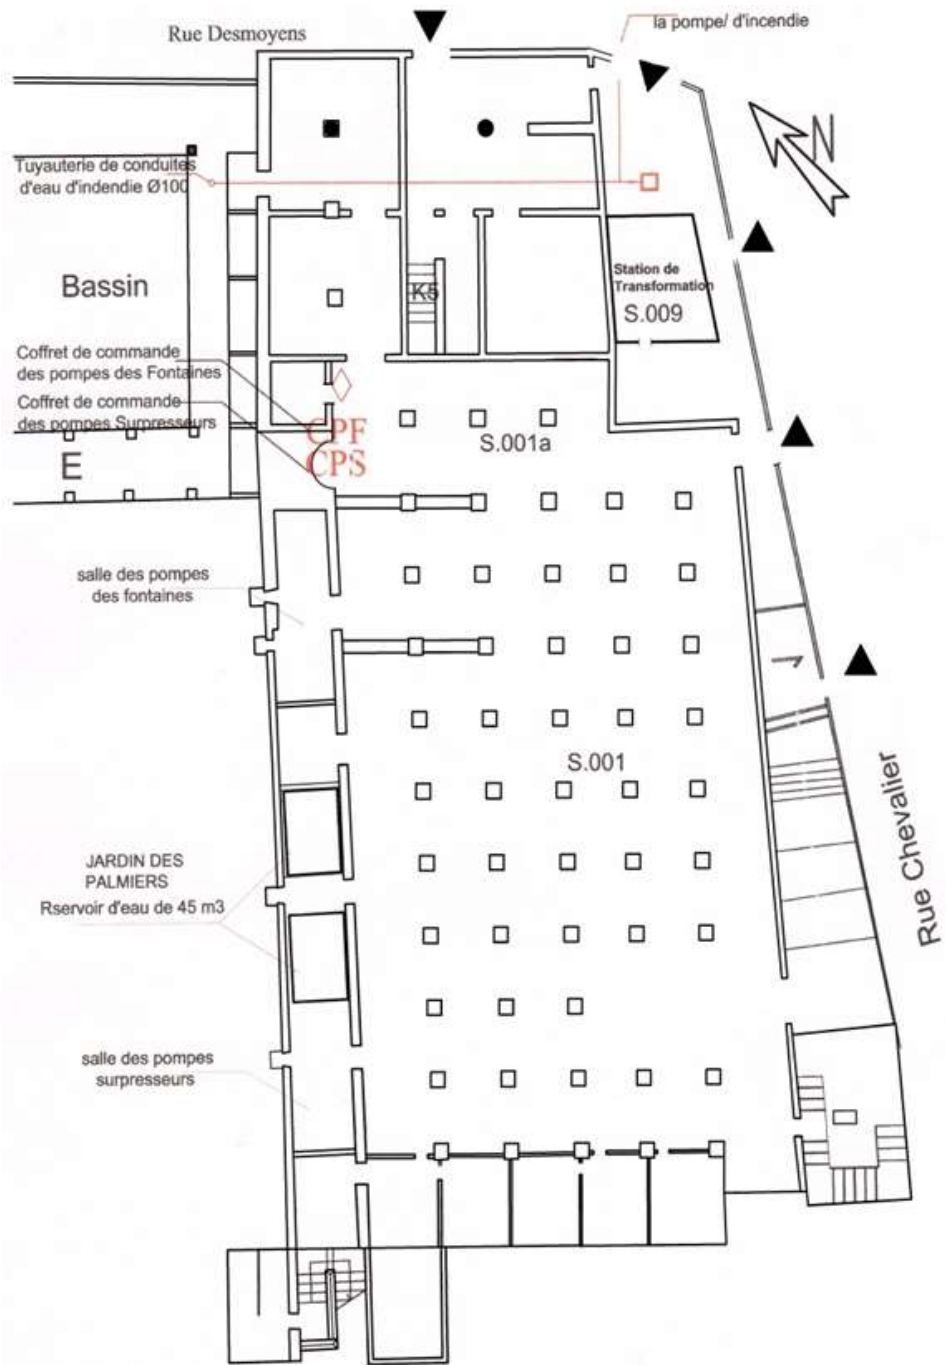 la pompe/ d'incendie
Rue Desmoyens
N
Tuyauterie de conduites
d'eau d'indendie Ø100
Bassin
K5
Station de
Transformation
S.009
Coffret de commande
des pompes des Fontaines
Coffret de commande
des pompes Surpresseurs
CPF
CPS
S.001a
E
salle des pompes
des fontaines
S.001
Rue Chevalier
JARDIN DES
PALMIERS
Rservoir d'eau de 45 m3
salle des pompes
surpresseurs